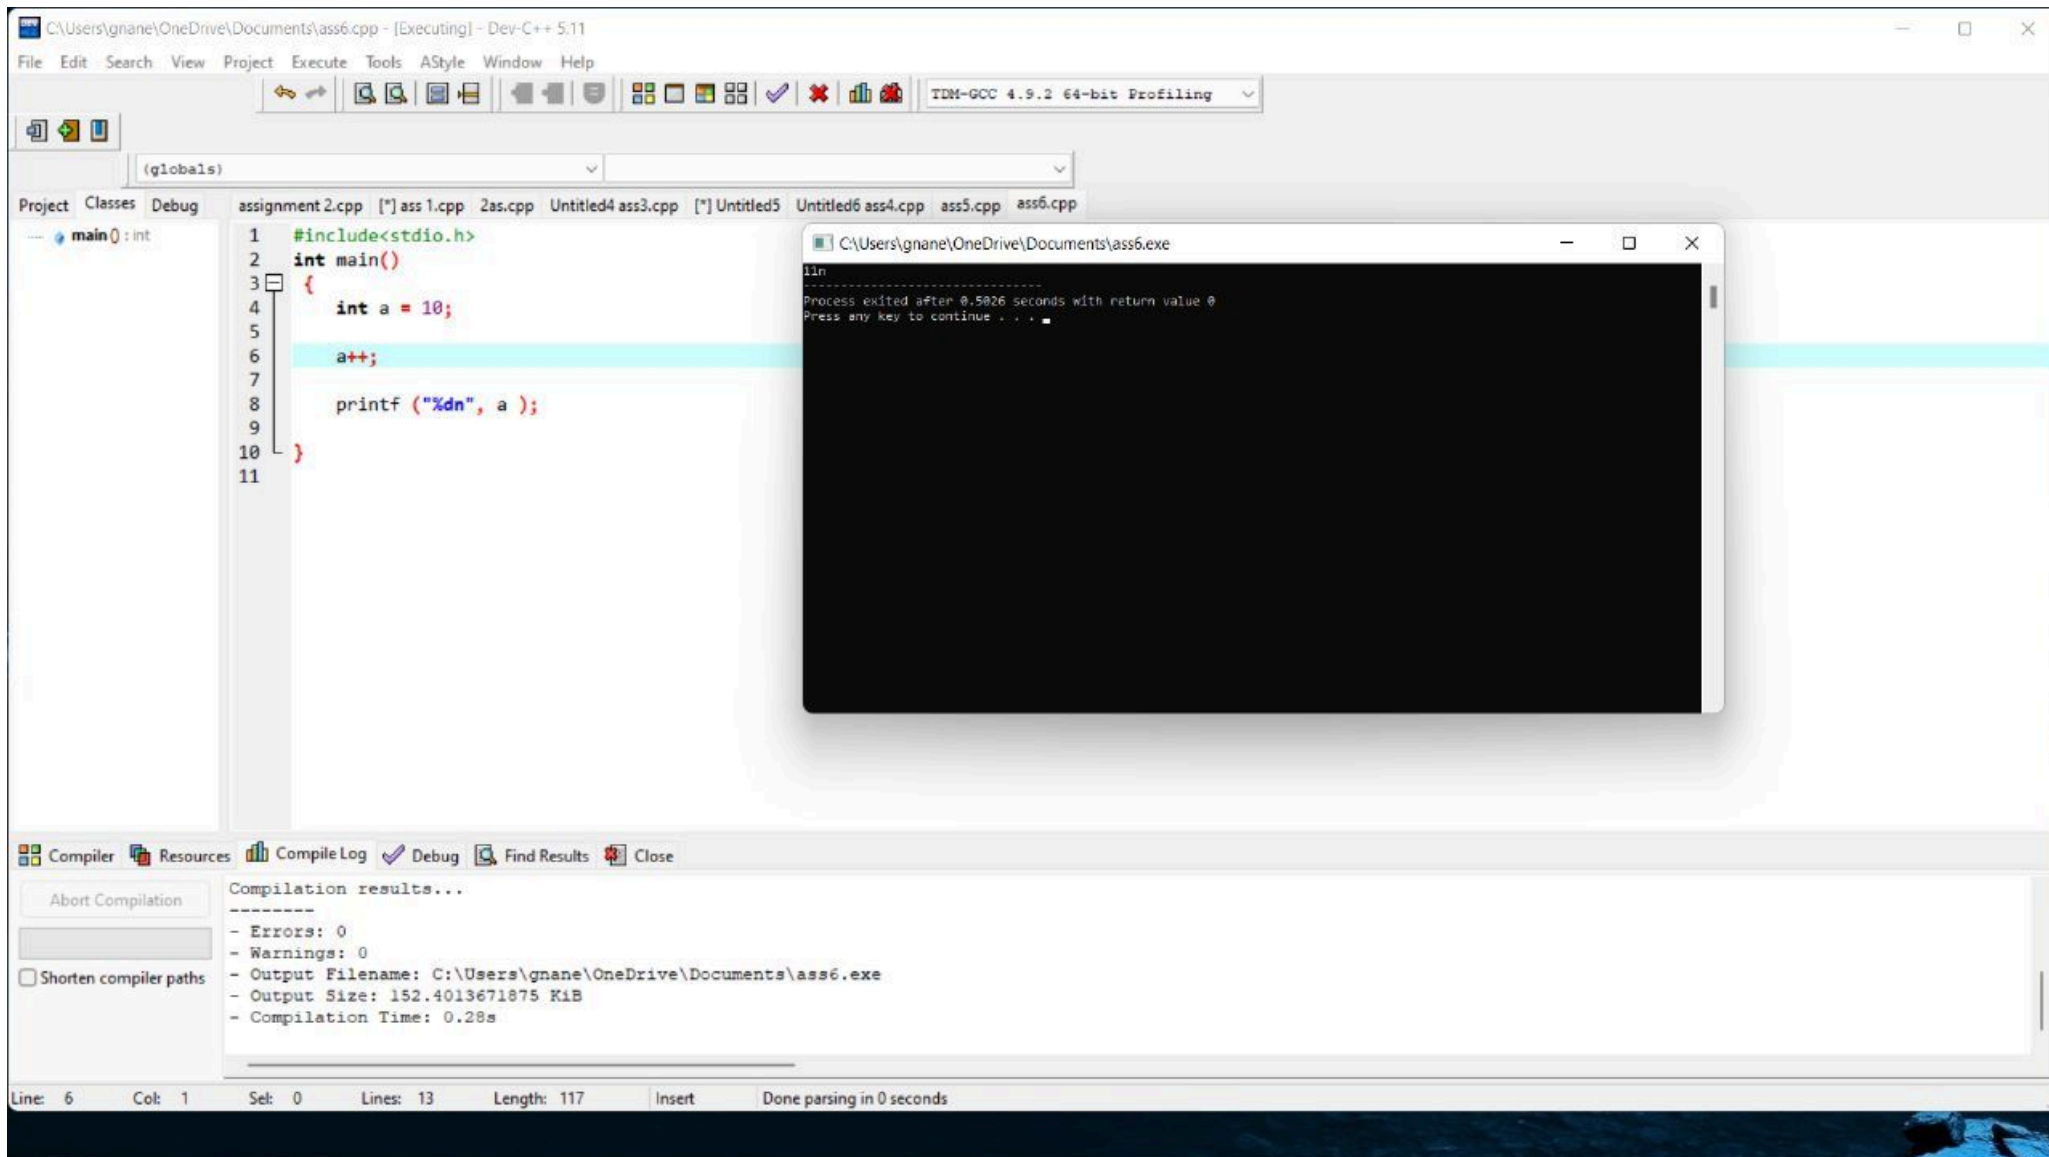 C:\Users\gnane\OneDrive\Documents\ass6.cpp - [Executing] - Dev-C++ 5.11
File Edit Search View Project Execute Tools AStyle Window Help
TDM-GCC 4.9.2 64-bit Profiling
(globals)
Project Classes Debug
assignment 2.cpp [*] ass 1.cpp 2as.cpp Untitled4 ass3.cpp [*] Untitled5 Untitled6 ass4.cpp ass5.cpp ass6.cpp
main () : int
1 #include<stdio.h>
2 int main()
3 {
4 int a = 10;
5
6 a++;
7
8 printf ("%dn", a );
9
10 }
11
C:\Users\gnane\OneDrive\Documents\ass6.exe
11n
--------------------------------
Process exited after 0.5026 seconds with return value 0
Press any key to continue . . .
Compiler Resources Compile Log Debug Find Results Close
Abort Compilation
Shorten compiler paths
Compilation results...
--------
- Errors: 0
- Warnings: 0
- Output Filename: C:\Users\gnane\OneDrive\Documents\ass6.exe
- Output Size: 152.4013671875 KiB
- Compilation Time: 0.28s
Line: 6 Col: 1 Sel: 0 Lines: 13 Length: 117 Insert Done parsing in 0 seconds